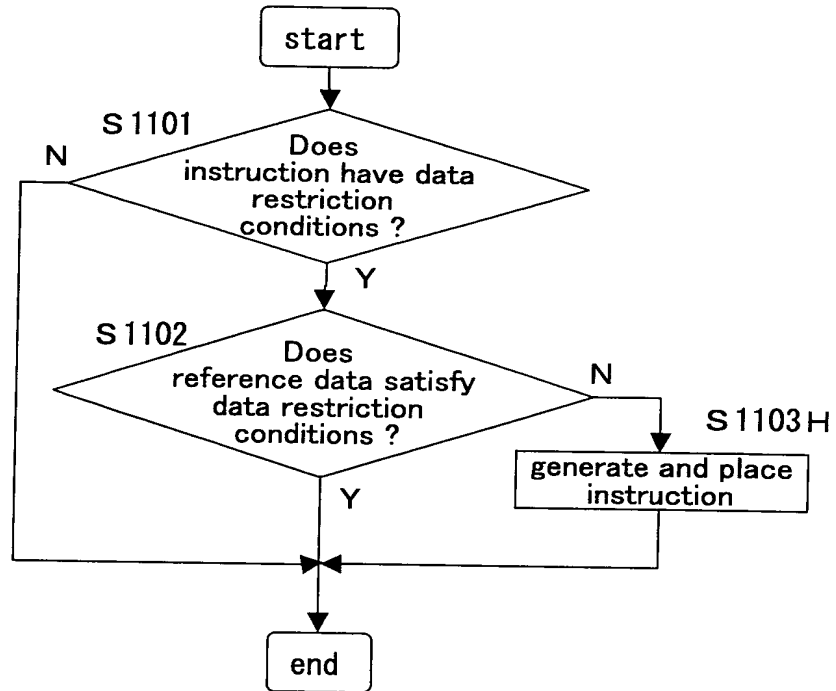 start
S1101
N
Does
instruction have data
restriction
conditions ?
Y
S1102
Does
reference data satisfy
data restriction
conditions ?
N
S1103H
generate and place
instruction
Y
end